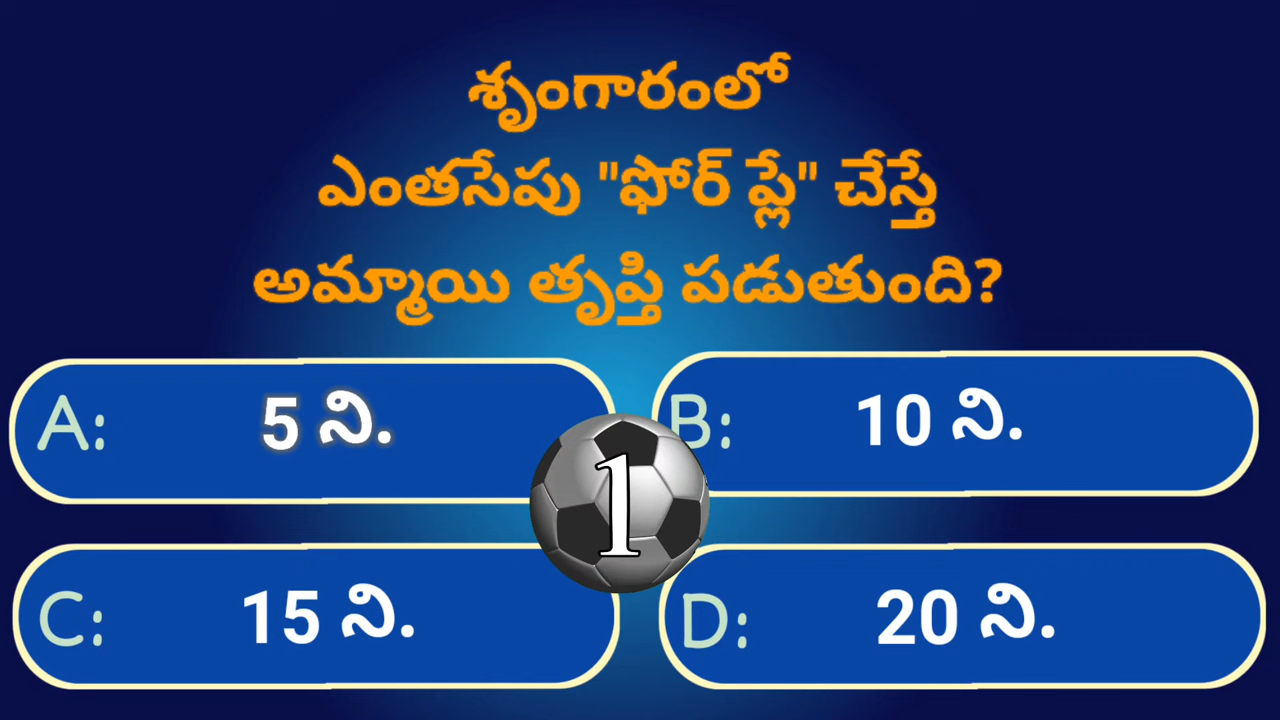 శృంగారంలో
ఎంతసేపు "ఫోర్ ప్లే" చేస్తే
అమ్మాయి తృప్తి పడుతుంది?
A: 5 ని.
B: 10 ని.
1
C: 15 ని.
D: 20 ని.